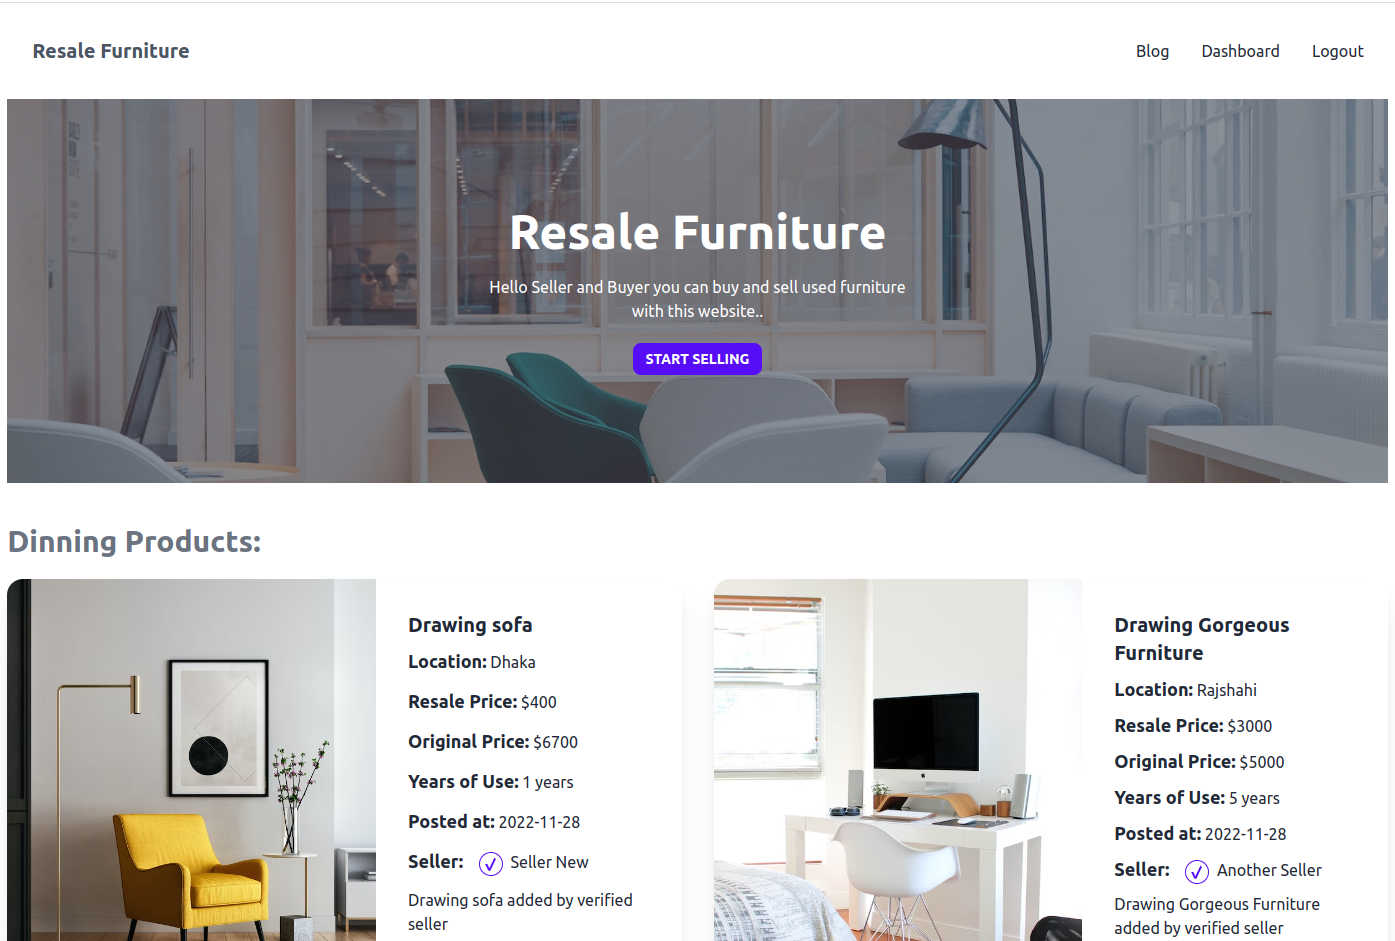 Resale Furniture
Blog Dashboard Logout
Resale Furniture
Hello Seller and Buyer you can buy and sell used furniture
with this website..
START SELLING
Dinning Products:
Drawing sofa
Location: Dhaka
Resale Price: $400
Original Price: $6700
Years of Use: 1 years
Posted at: 2022-11-28
Seller: Seller New
Drawing sofa added by verified
seller
Drawing Gorgeous
Furniture
Location: Rajshahi
Resale Price: $3000
Original Price: $5000
Years of Use: 5 years
Posted at: 2022-11-28
Seller: Another Seller
Drawing Gorgeous Furniture
added by verified seller